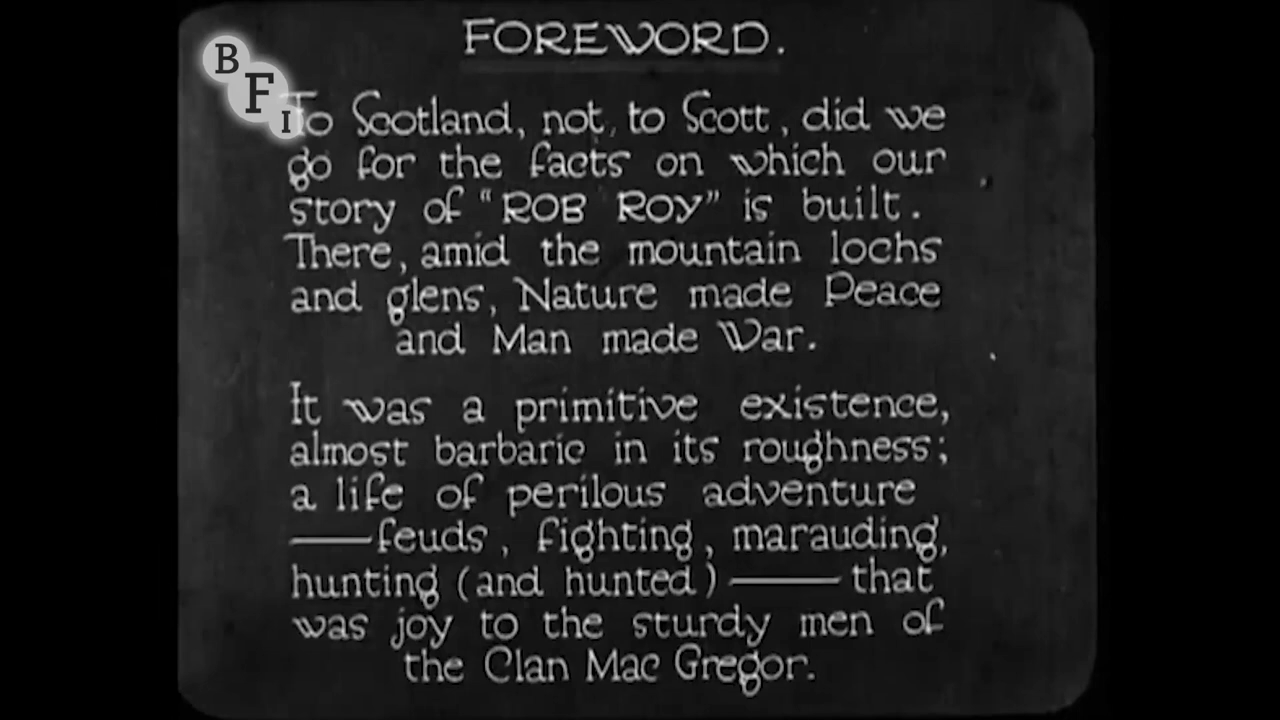 FOREWORD.
BFI
To Scotland, not, to Scott, did we
go for the facts on which our
story of "ROB ROY" is built.
There, amid the mountain lochs
and glens, Nature made Peace
and Man made War.
It was a primitive existence,
almost barbaric in its roughness;
a life of perilous adventure
—feuds, fighting, marauding,
hunting (and hunted) — that
was joy to the sturdy men of
the Clan Mac Gregor.